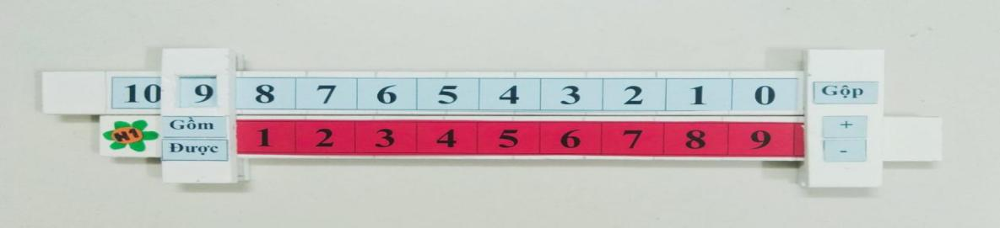 10 9 8 7 6 5 4 3 2 1 0 Gộp
N1 Gồm 1 2 3 4 5 6 7 8 9 +
Được -